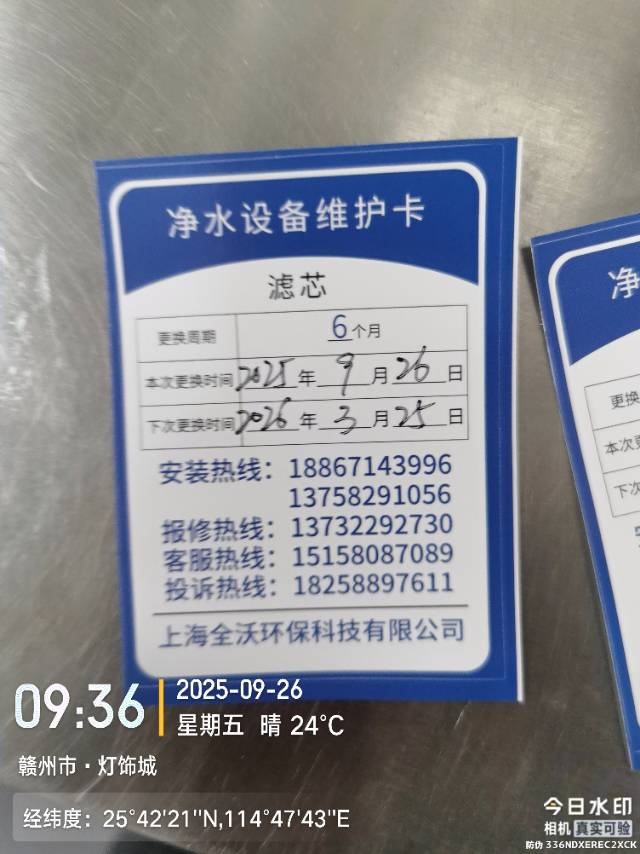 净水设备维护卡
滤芯
更换周期 6个月
本次更换时间 2025年9月26日
下次更换时间 2026年3月25日
安装热线：18867143996
13758291056
报修热线：13732292730
客服热线：15158087089
投诉热线：18258897611
上海全沃环保科技有限公司
净
更换
本次
下次
09:36
2025-09-26
星期五 晴 24°C
赣州市·灯饰城
经纬度：25°42'21"N,114°47'43"E
今日水印
相机 真实可验
防伪 336NDXEREC2XCK